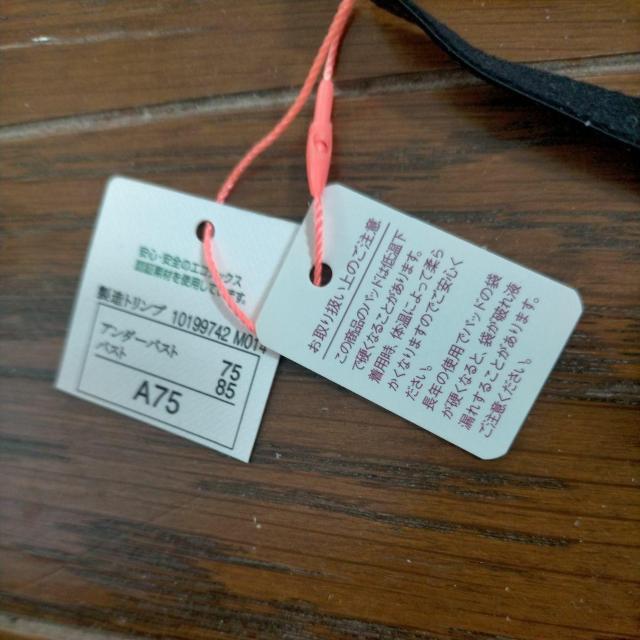 安心・安全のエコテックス
認証素材を使用しています。
製造トリンプ 10199742 M014
アンダーバスト 75
バスト 85
A75
お取り扱い上のご注意
この商品のパッドは低温下
で硬くなることがあります。
着用時、体温によって柔ら
かくなりますのでご安心く
ださい。
長年の使用でパッドの袋
が硬くなると、袋が破れ液
漏れすることがあります。
ご注意ください。